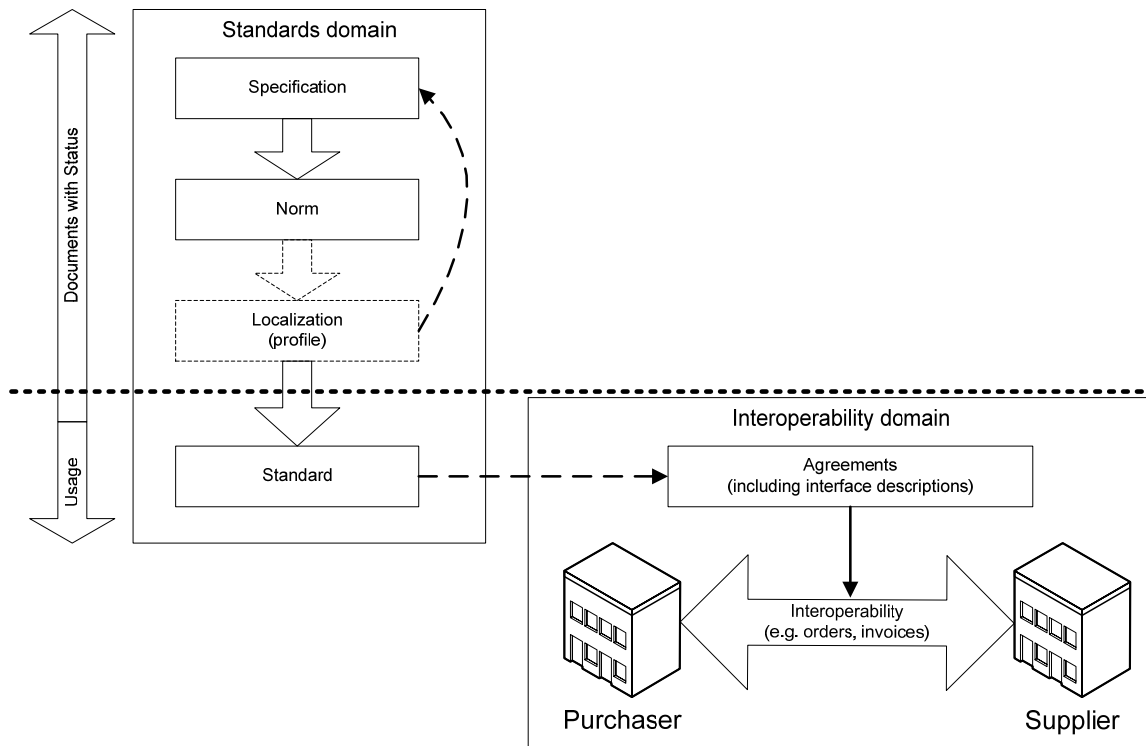 Standards domain
Specification
Documents with Status
Norm
Localization
(profile)
Interoperability domain
Usage
Standard
Agreements
(including interface descriptions)
Interoperability
(e.g. orders, invoices)
Purchaser
Supplier